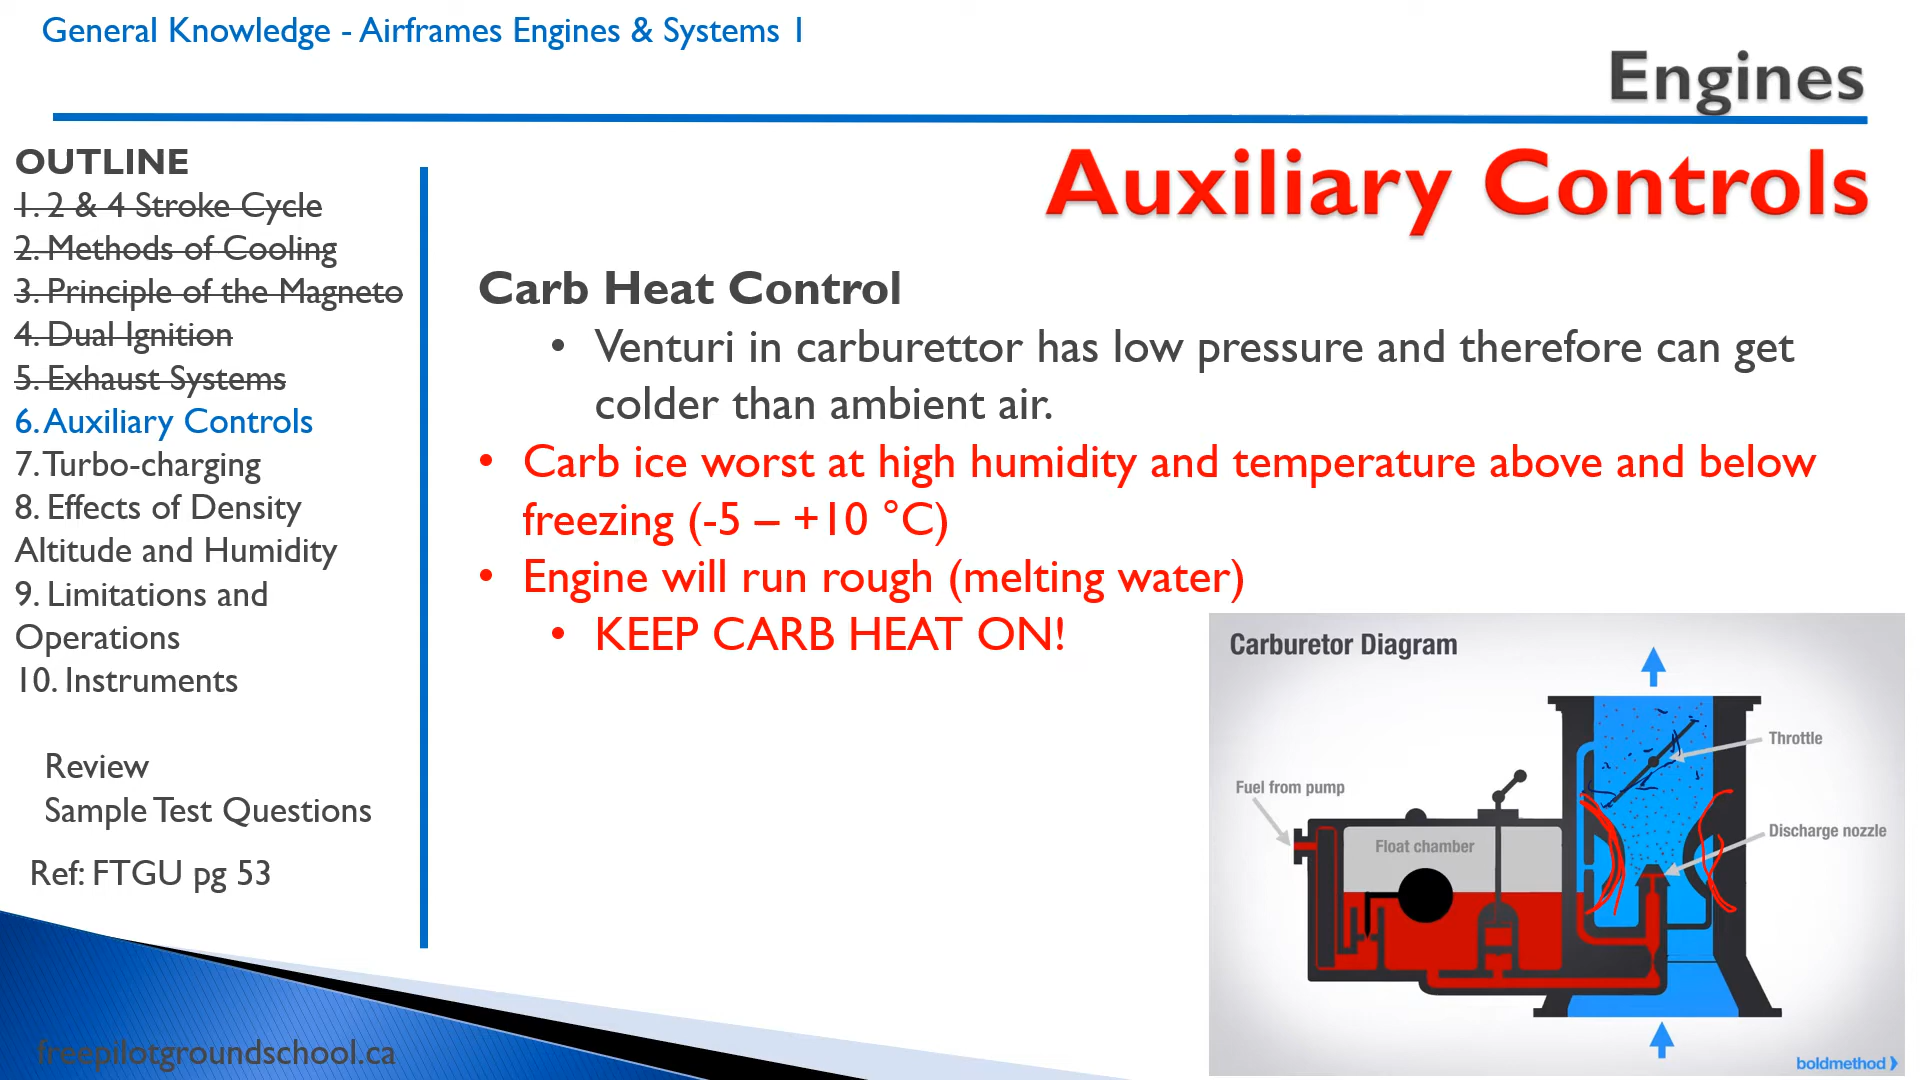 General Knowledge - Airframes Engines & Systems 1
Engines
Auxiliary Controls
OUTLINE
1. 2 & 4 Stroke Cycle
2. Methods of Cooling
3. Principle of the Magneto
4. Dual Ignition
5. Exhaust Systems
6. Auxiliary Controls
7. Turbo-charging
8. Effects of Density
Altitude and Humidity
9. Limitations and
Operations
10. Instruments
Review
Sample Test Questions
Ref: FTGU pg 53
freepilotgroundschool.ca
Carb Heat Control
• Venturi in carburettor has low pressure and therefore can get
colder than ambient air.
• Carb ice worst at high humidity and temperature above and below
freezing (-5 – +10 °C)
• Engine will run rough (melting water)
• KEEP CARB HEAT ON!
Carburetor Diagram
Throttle
Fuel from pump
Discharge nozzle
Float chamber
boldmethod